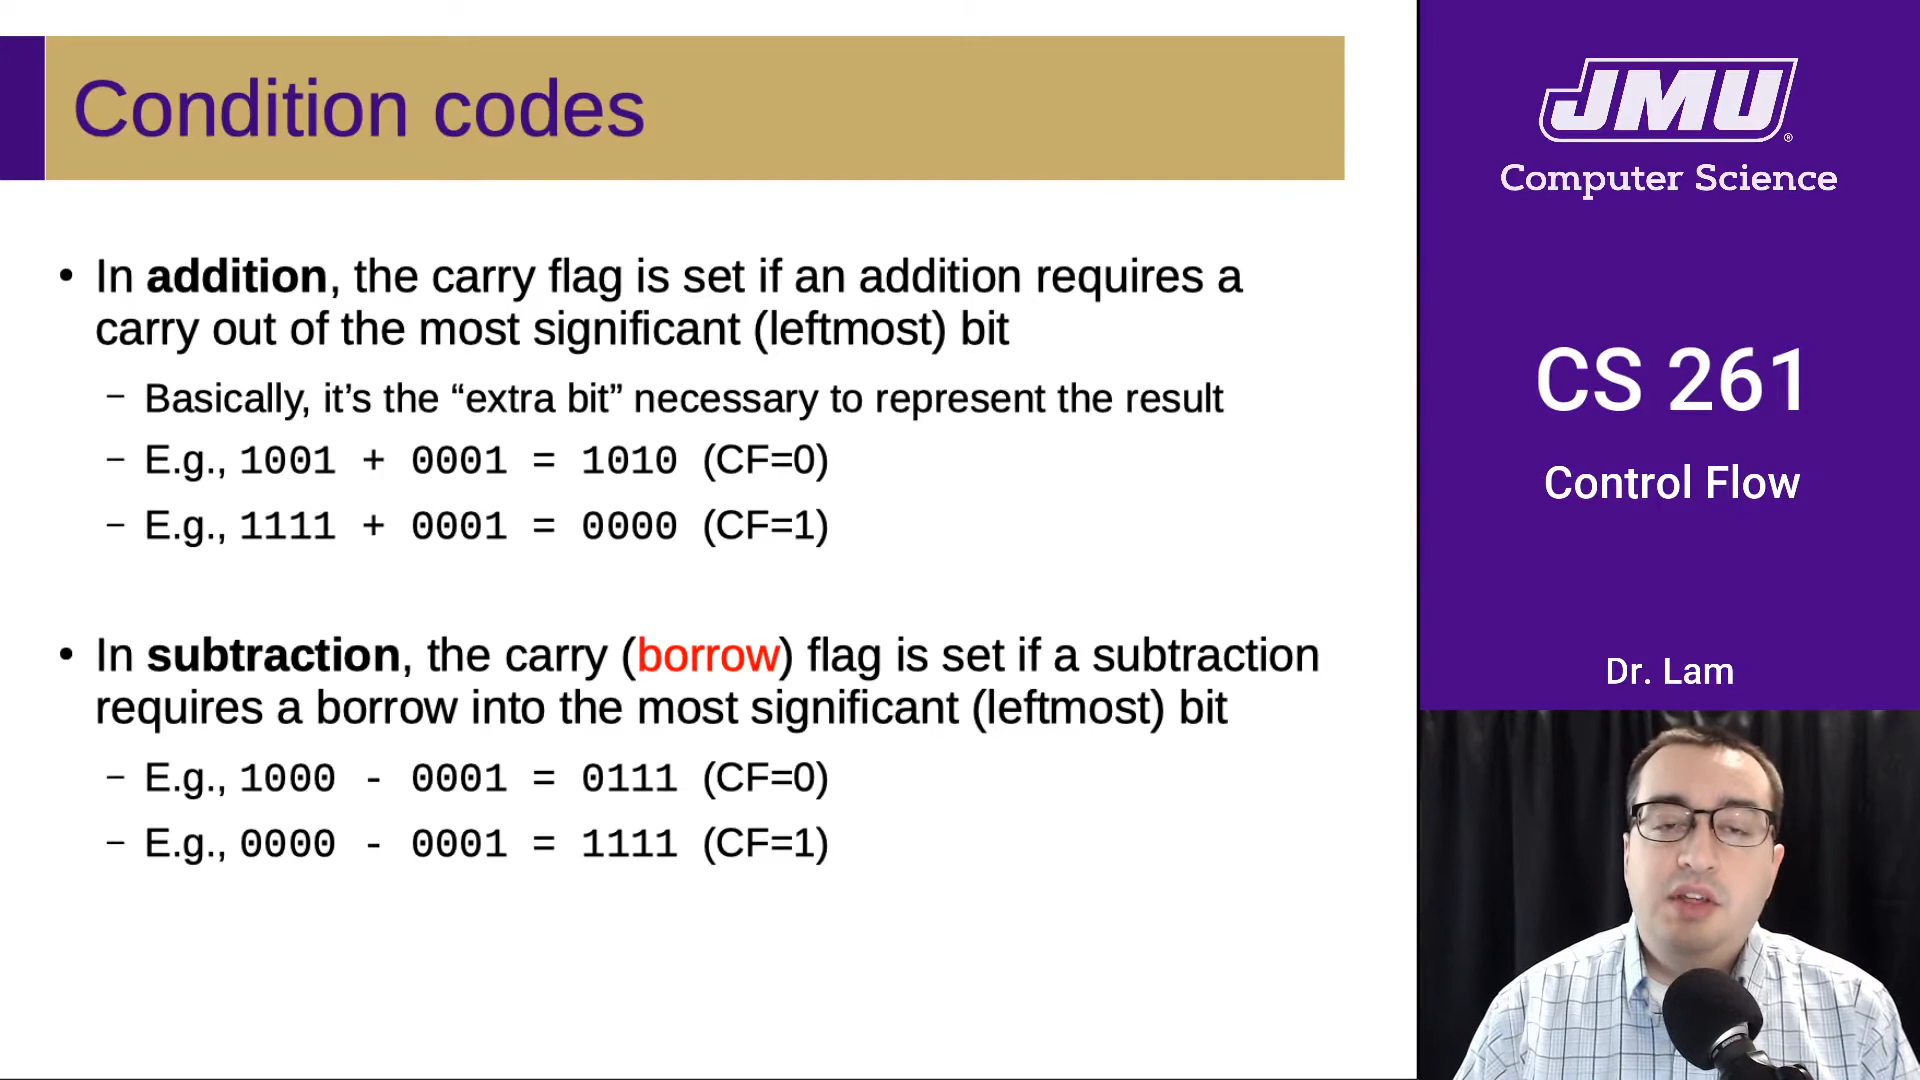 Condition codes
• In addition, the carry flag is set if an addition requires a
carry out of the most significant (leftmost) bit
– Basically, it’s the “extra bit” necessary to represent the result
– E.g., 1001 + 0001 = 1010 (CF=0)
– E.g., 1111 + 0001 = 0000 (CF=1)
• In subtraction, the carry (borrow) flag is set if a subtraction
requires a borrow into the most significant (leftmost) bit
– E.g., 1000 - 0001 = 0111 (CF=0)
– E.g., 0000 - 0001 = 1111 (CF=1)
JMU®
Computer Science
CS 261
Control Flow
Dr. Lam